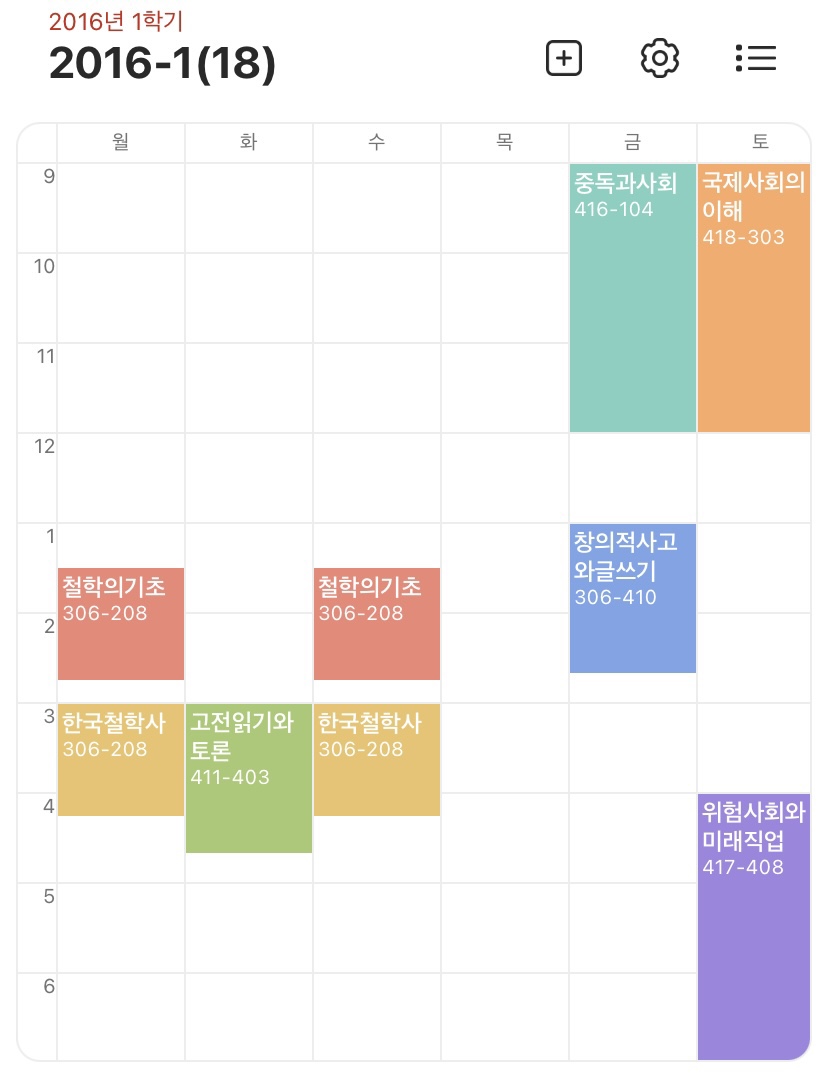 2016년 1학기
2016-1(18)
월 화 수 목 금 토
9
중독과사회
416-104
국제사회의
이해
418-303
10
11
12
1
창의적사고
와글쓰기
306-410
철학의기초
306-208
철학의기초
306-208
2
3
한국철학사
306-208
고전읽기와
토론
411-403
한국철학사
306-208
4
위험사회와
미래직업
417-408
5
6